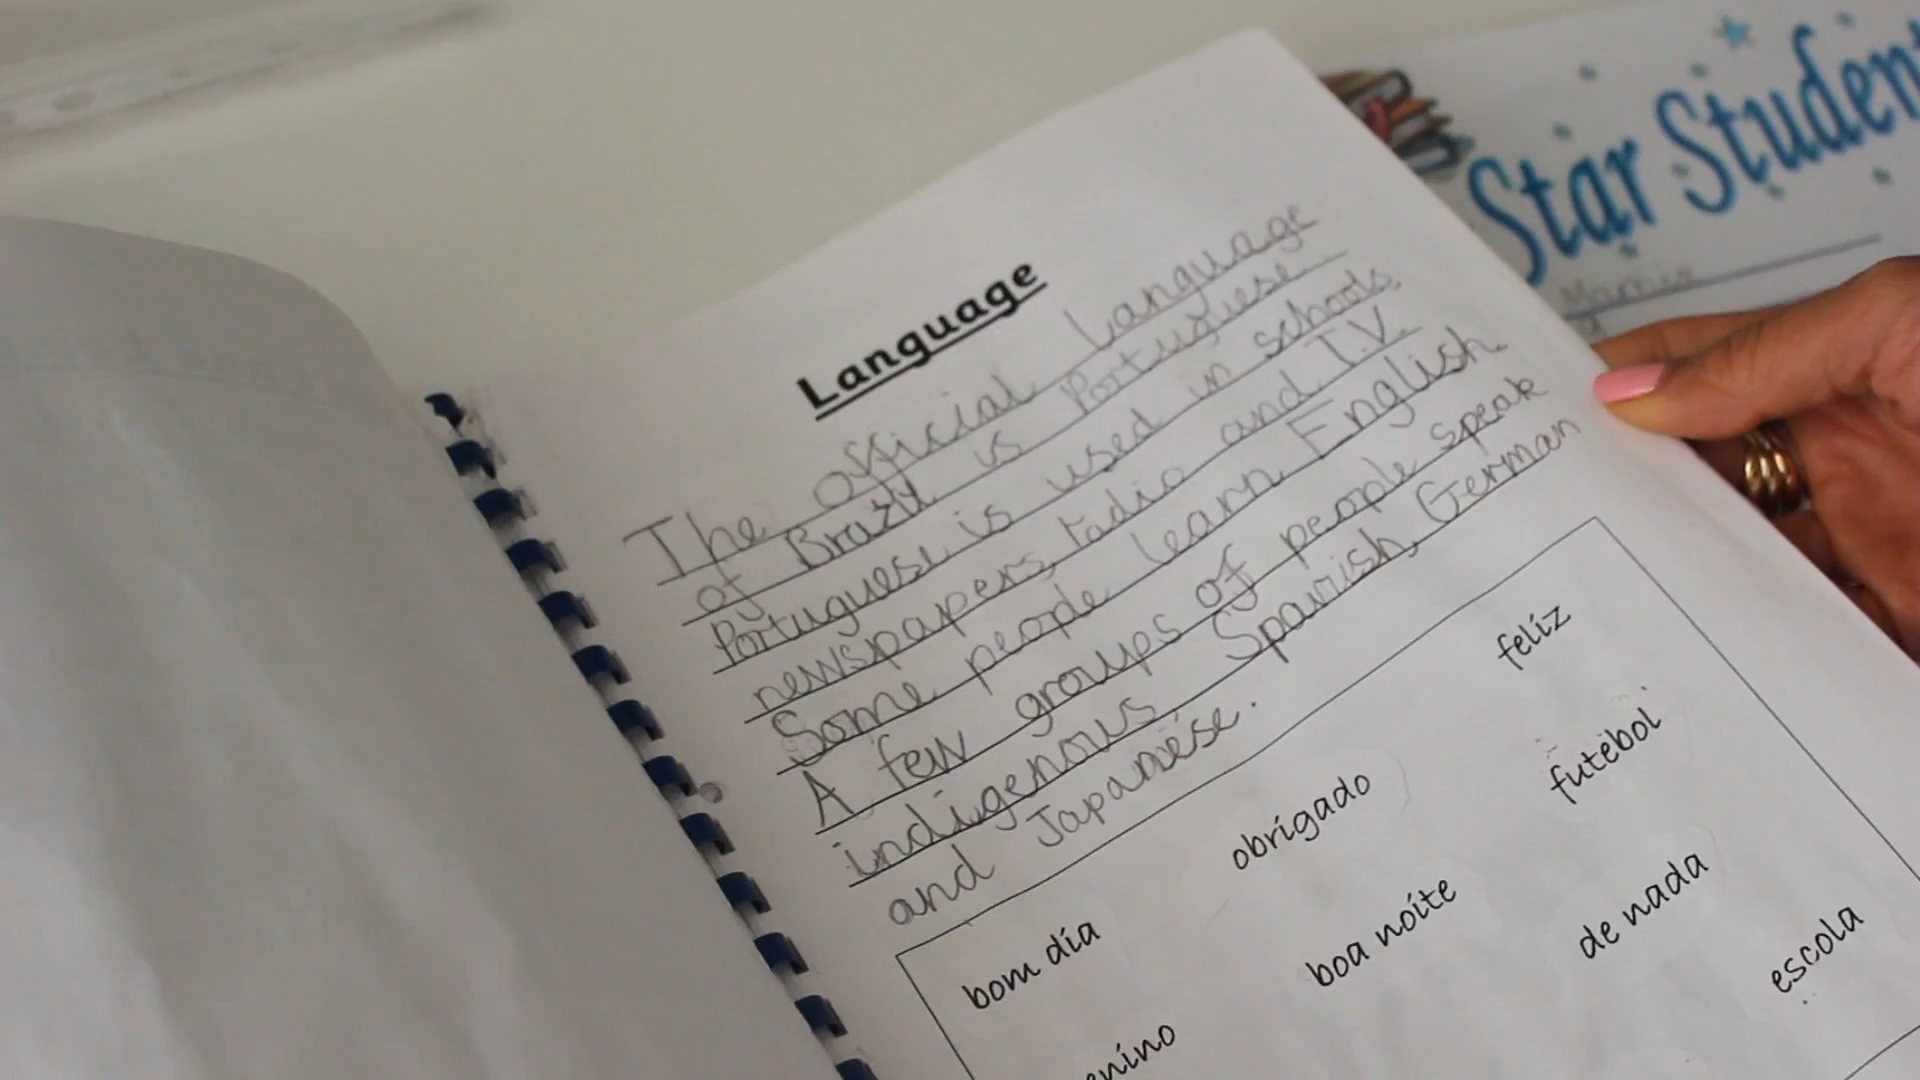 Star Student
Language
The official Language
of Brazil is Portuguese.
Portuguese is used in schools,
newspapers, radio and T.V.
Some people learn English.
A few groups of people speak
indigenous, Spanish, German
and Japanese.
feliz
futebol
obrigado
bom dia
boa noite
de nada
escola